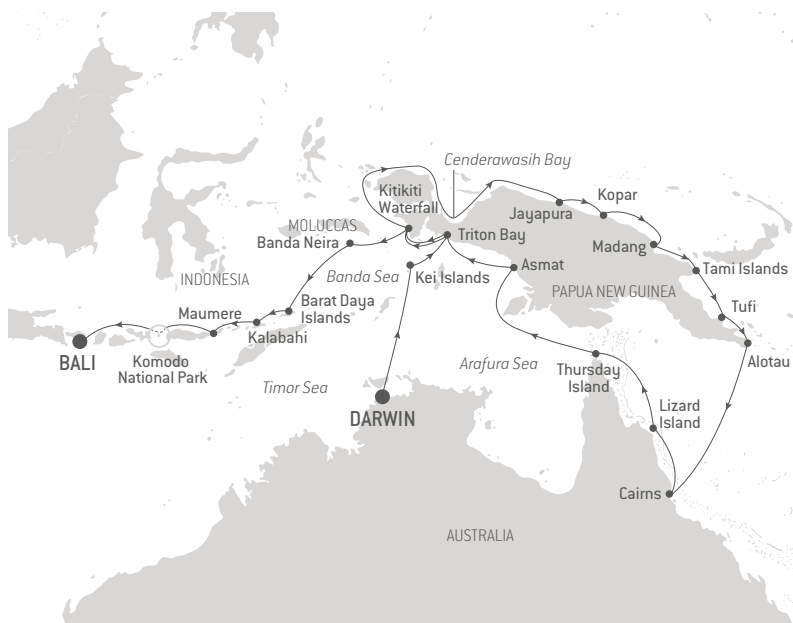 Cenderawasih Bay
Kitikiti
Waterfall
Kopar
Jayapura
MOLUCCAS
Banda Neira
Triton Bay
Madang
Asmat
Tami Islands
Banda Sea
Kei Islands
INDONESIA
PAPUA NEW GUINEA
Barat Daya
Islands
Tufi
Maumere
Kalabahi
BALI
Komodo
National Park
Arafura Sea
Thursday
Island
Alotau
Timor Sea
DARWIN
Lizard
Island
Cairns
AUSTRALIA